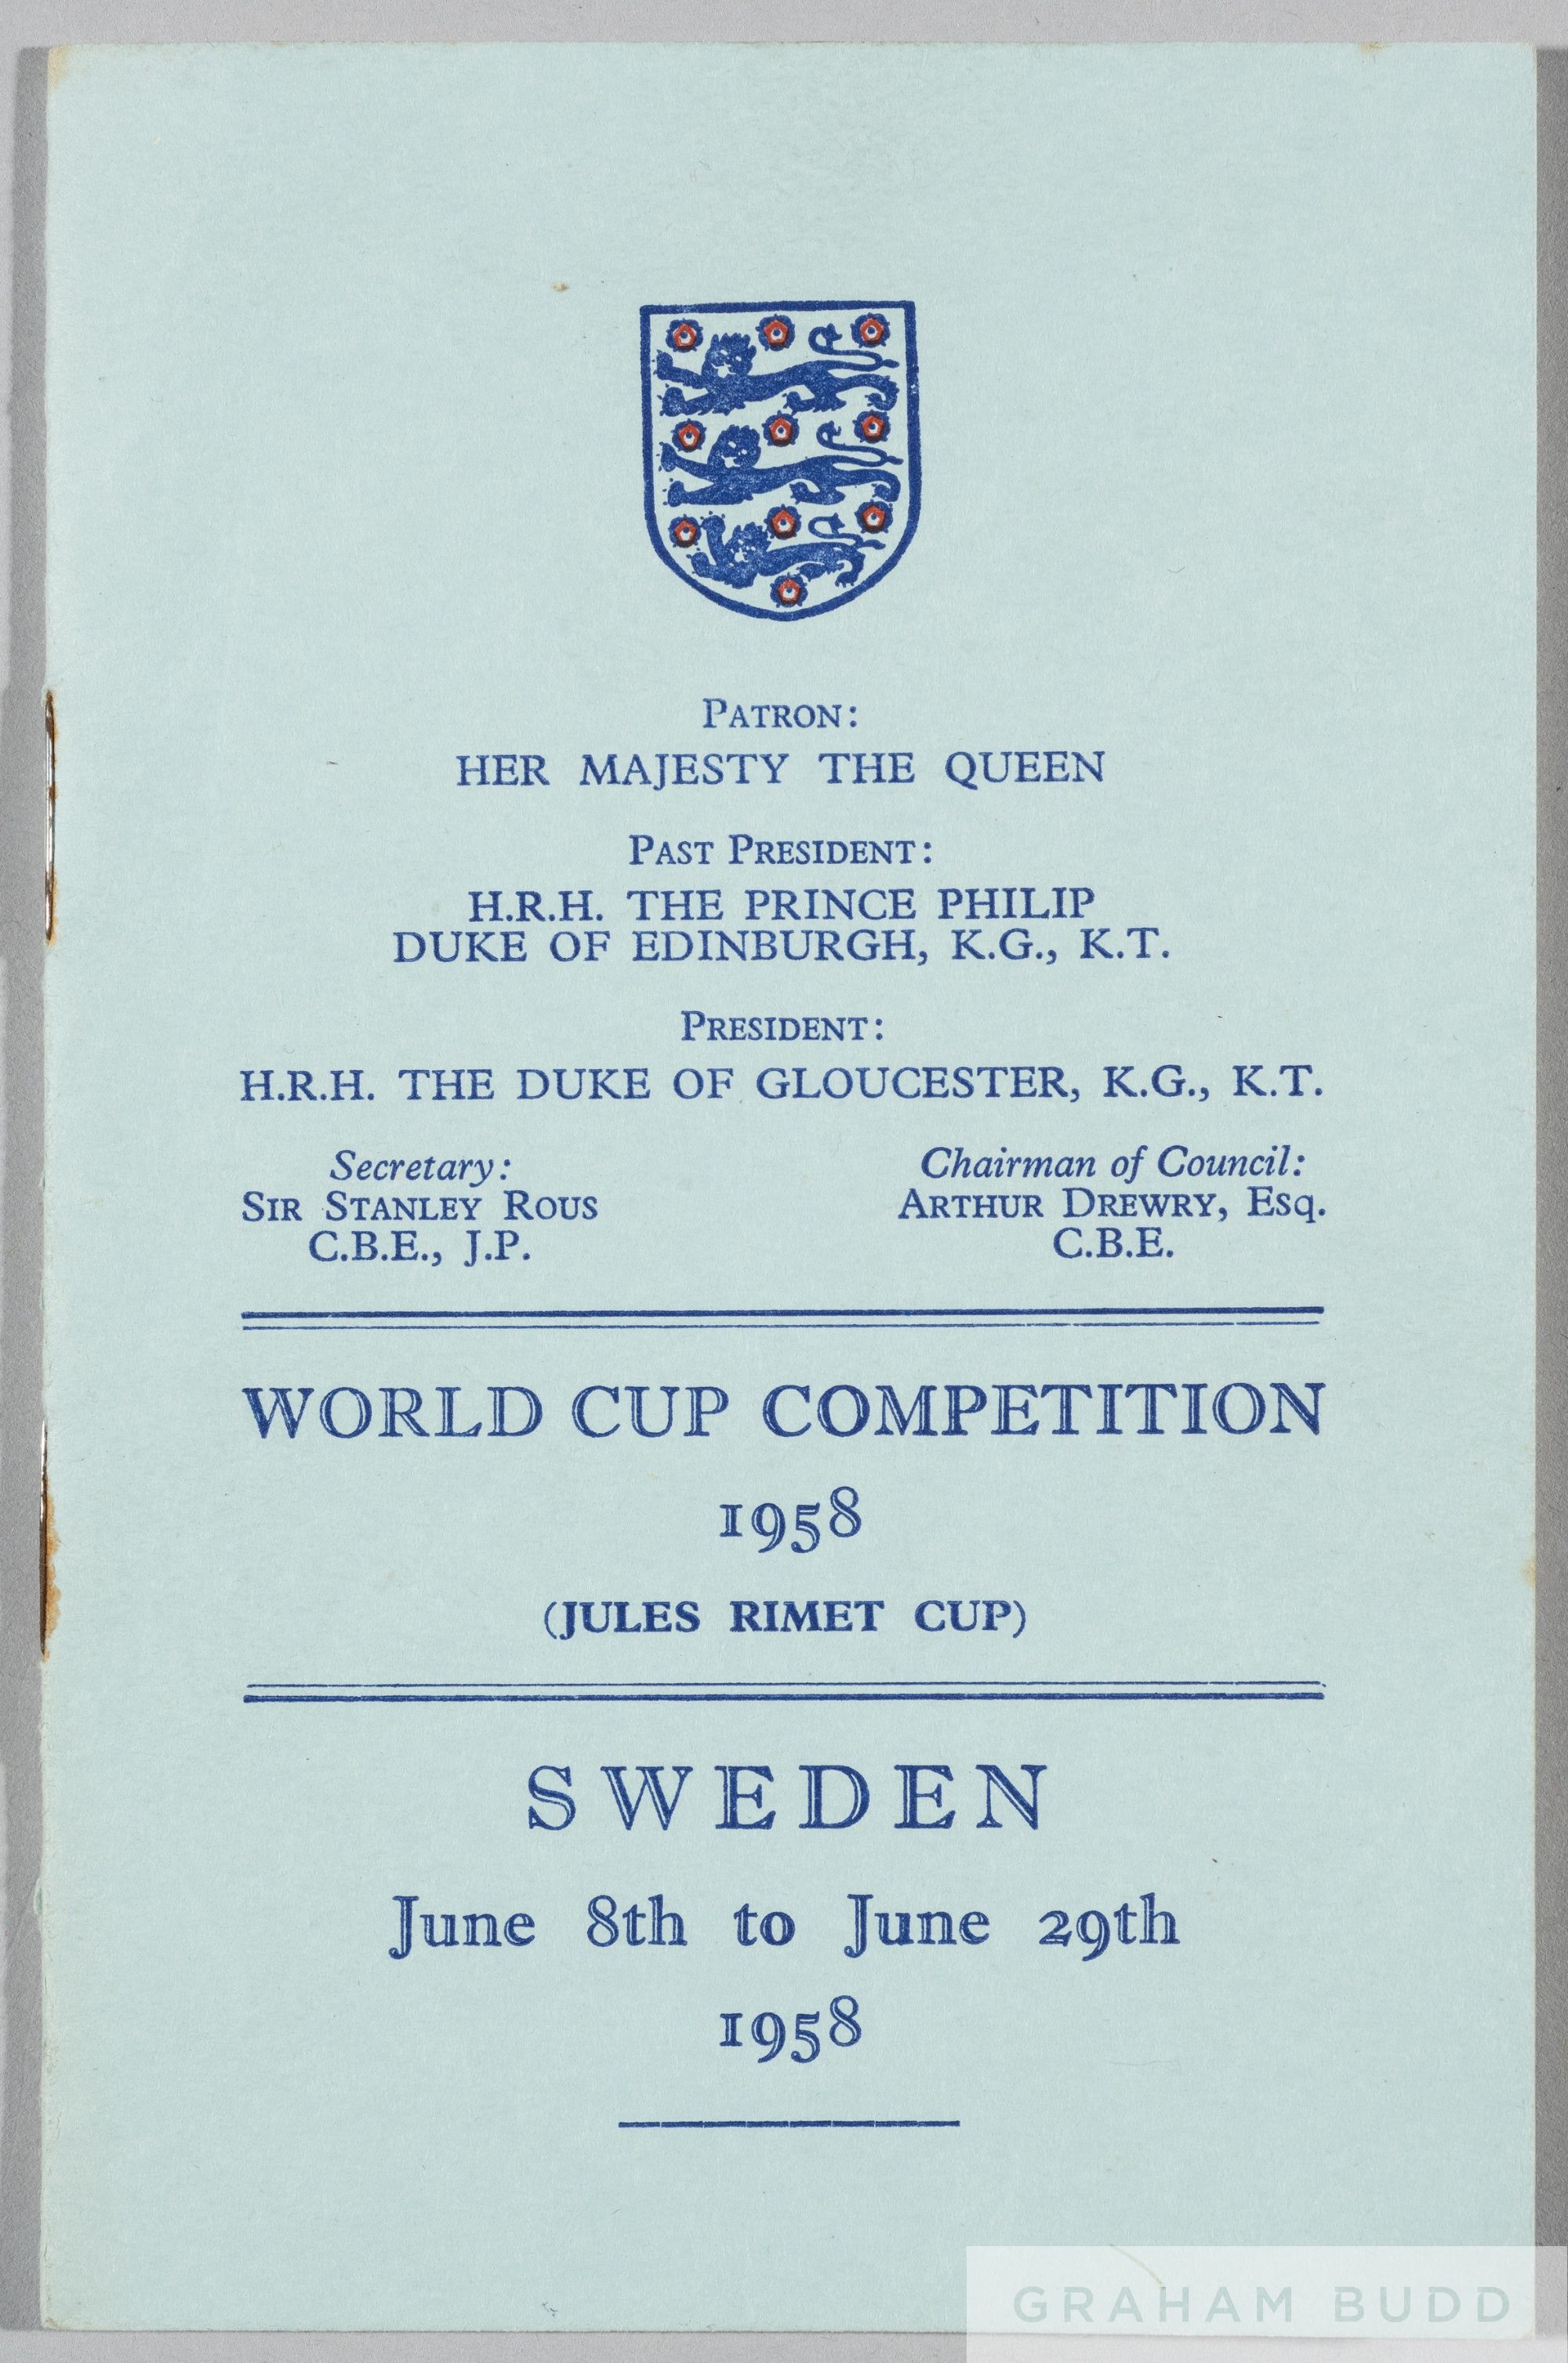 PATRON:
HER MAJESTY THE QUEEN
PAST PRESIDENT:
H.R.H. THE PRINCE PHILIP
DUKE OF EDINBURGH, K.G., K.T.
PRESIDENT:
H.R.H. THE DUKE OF GLOUCESTER, K.G., K.T.
Secretary:
SIR STANLEY ROUS
C.B.E., J.P.
Chairman of Council:
ARTHUR DREWRY, Esq.
C.B.E.
WORLD CUP COMPETITION
1958
(JULES RIMET CUP)
SWEDEN
June 8th to June 29th
1958
GRAHAM BUDD